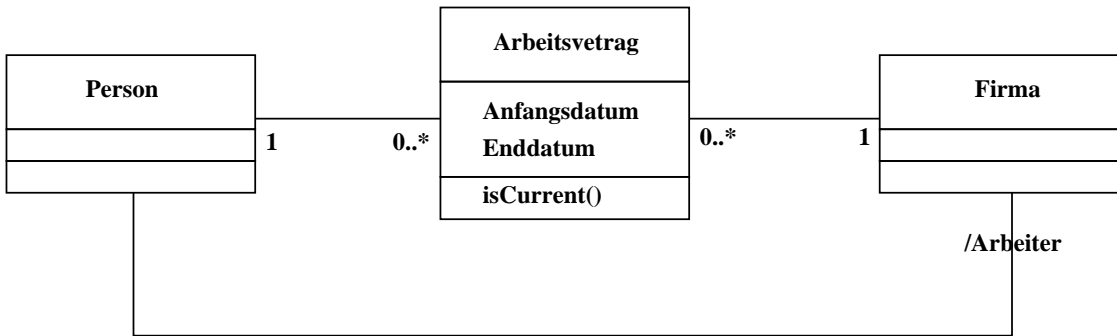 Arbeitsvetrag
Person
Firma
Anfangsdatum
Enddatum
1
0..*
0..*
1
isCurrent()
/Arbeiter